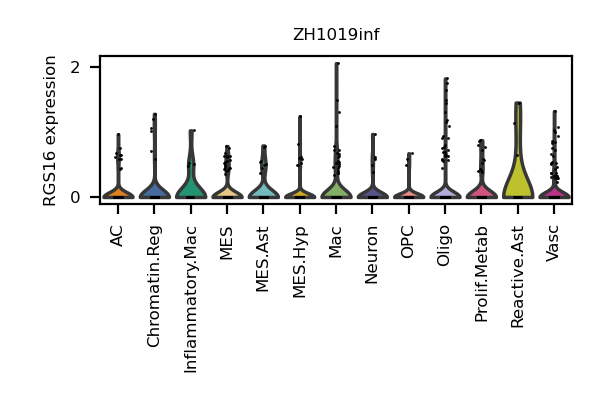 ZH1019inf
RGS16 expression
2
0
AC
Chromatin.Reg
Inflammatory.Mac
MES
MES.Ast
MES.Hyp
Mac
Neuron
OPC
Oligo
Prolif.Metab
Reactive.Ast
Vasc